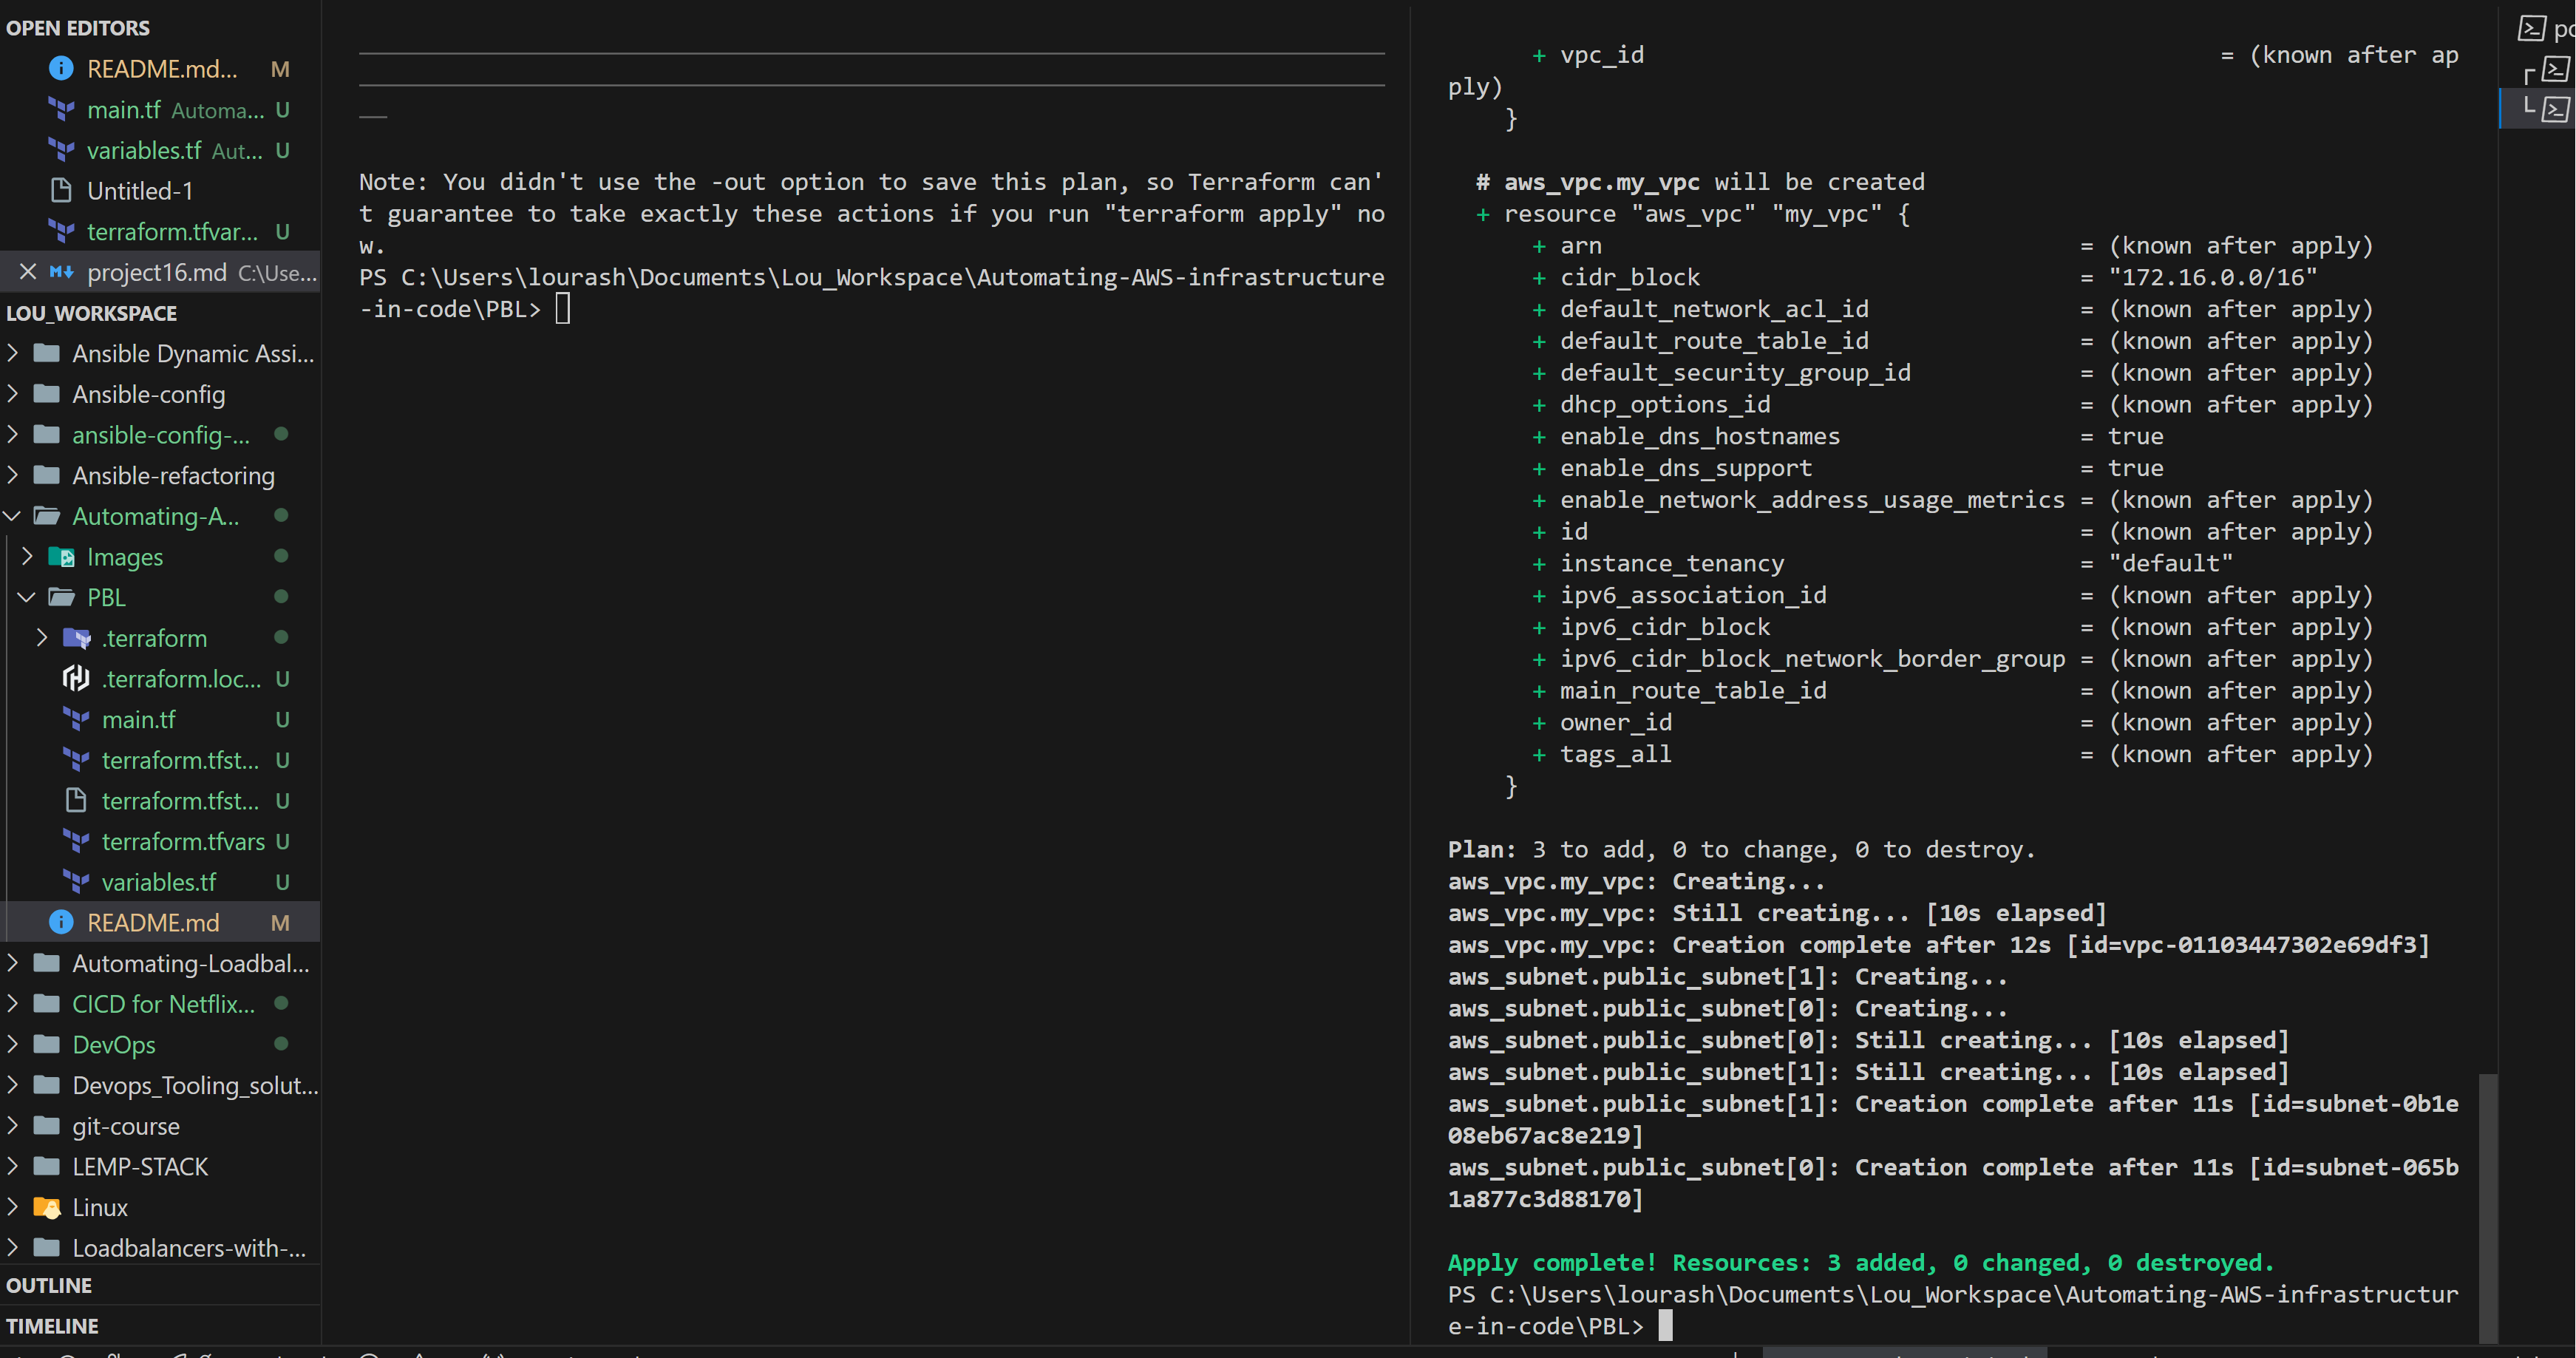 OPEN EDITORS
README.md... M
main.tf Automa... U
variables.tf Aut... U
Untitled-1
terraform.tfvar... U
project16.md C:\Use...
LOU_WORKSPACE
Ansible Dynamic Assi...
Ansible-config
ansible-config-...
Ansible-refactoring
Automating-A...
Images
PBL
.terraform
.terraform.loc... U
main.tf U
terraform.tfst... U
terraform.tfst... U
terraform.tfvars U
variables.tf U
README.md M
Automating-Loadbal...
CICD for Netflix...
DevOps
Devops_Tooling_solut...
git-course
LEMP-STACK
Linux
Loadbalancers-with-...
OUTLINE
TIMELINE
Note: You didn't use the -out option to save this plan, so Terraform can'
t guarantee to take exactly these actions if you run "terraform apply" no
w.
PS C:\Users\lourash\Documents\Lou_Workspace\Automating-AWS-infrastructure
-in-code\PBL>
+ vpc_id = (known after ap
ply)
}
# aws_vpc.my_vpc will be created
+ resource "aws_vpc" "my_vpc" {
+ arn = (known after apply)
+ cidr_block = "172.16.0.0/16"
+ default_network_acl_id = (known after apply)
+ default_route_table_id = (known after apply)
+ default_security_group_id = (known after apply)
+ dhcp_options_id = (known after apply)
+ enable_dns_hostnames = true
+ enable_dns_support = true
+ enable_network_address_usage_metrics = (known after apply)
+ id = (known after apply)
+ instance_tenancy = "default"
+ ipv6_association_id = (known after apply)
+ ipv6_cidr_block = (known after apply)
+ ipv6_cidr_block_network_border_group = (known after apply)
+ main_route_table_id = (known after apply)
+ owner_id = (known after apply)
+ tags_all = (known after apply)
}
Plan: 3 to add, 0 to change, 0 to destroy.
aws_vpc.my_vpc: Creating...
aws_vpc.my_vpc: Still creating... [10s elapsed]
aws_vpc.my_vpc: Creation complete after 12s [id=vpc-01103447302e69df3]
aws_subnet.public_subnet[1]: Creating...
aws_subnet.public_subnet[0]: Creating...
aws_subnet.public_subnet[0]: Still creating... [10s elapsed]
aws_subnet.public_subnet[1]: Still creating... [10s elapsed]
aws_subnet.public_subnet[1]: Creation complete after 11s [id=subnet-0b1e
08eb67ac8e219]
aws_subnet.public_subnet[0]: Creation complete after 11s [id=subnet-065b
1a877c3d88170]
Apply complete! Resources: 3 added, 0 changed, 0 destroyed.
PS C:\Users\lourash\Documents\Lou_Workspace\Automating-AWS-infrastructur
e-in-code\PBL>